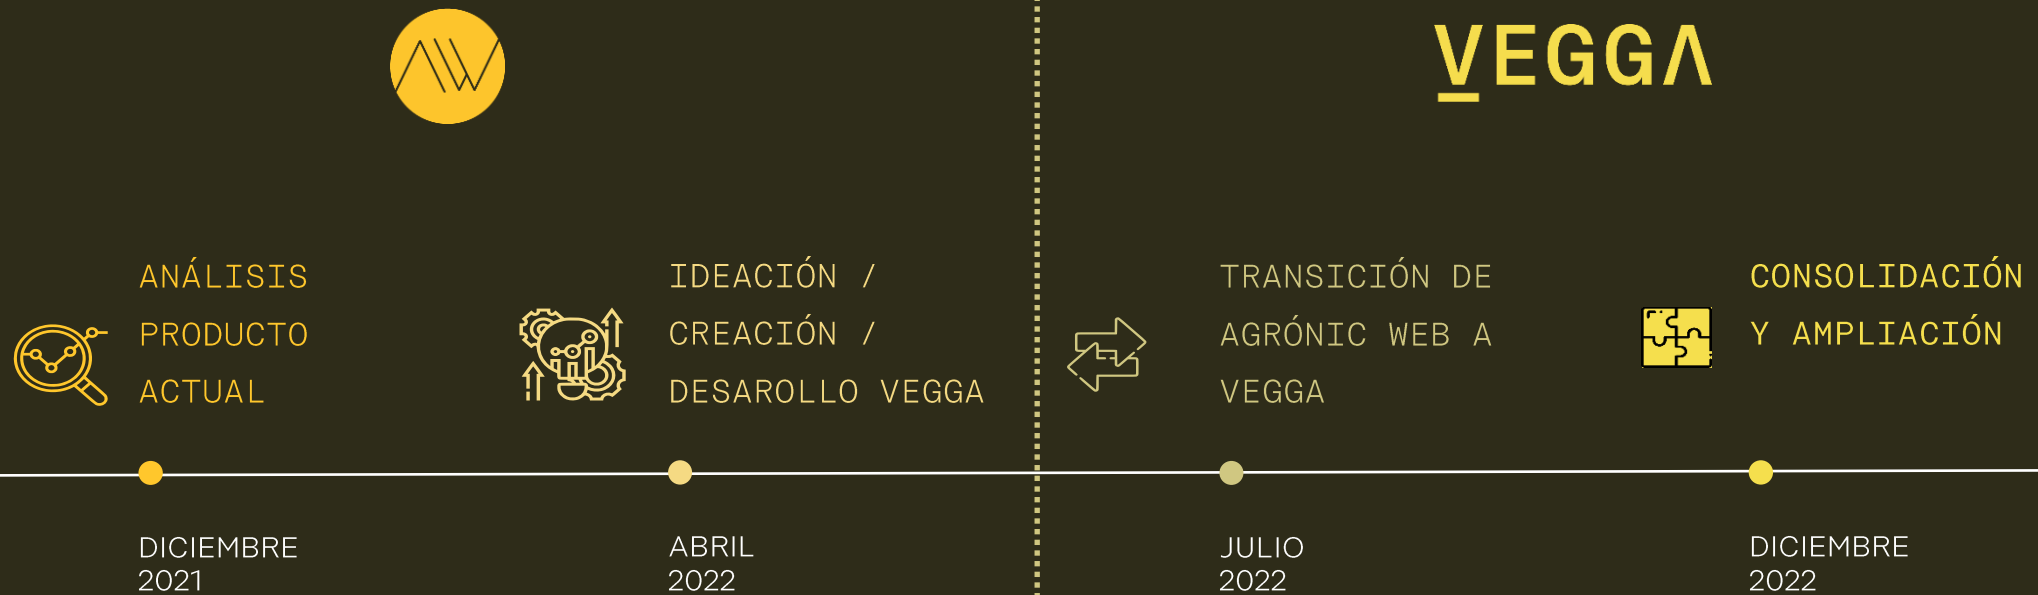 VEGGA
ANÁLISIS
PRODUCTO
ACTUAL
IDEACIÓN /
CREACIÓN /
DESAROLLO VEGGA
TRANSICIÓN DE
AGRÓNIC WEB A
VEGGA
CONSOLIDACIÓN
Y AMPLIACIÓN
DICIEMBRE
2021
ABRIL
2022
JULIO
2022
DICIEMBRE
2022